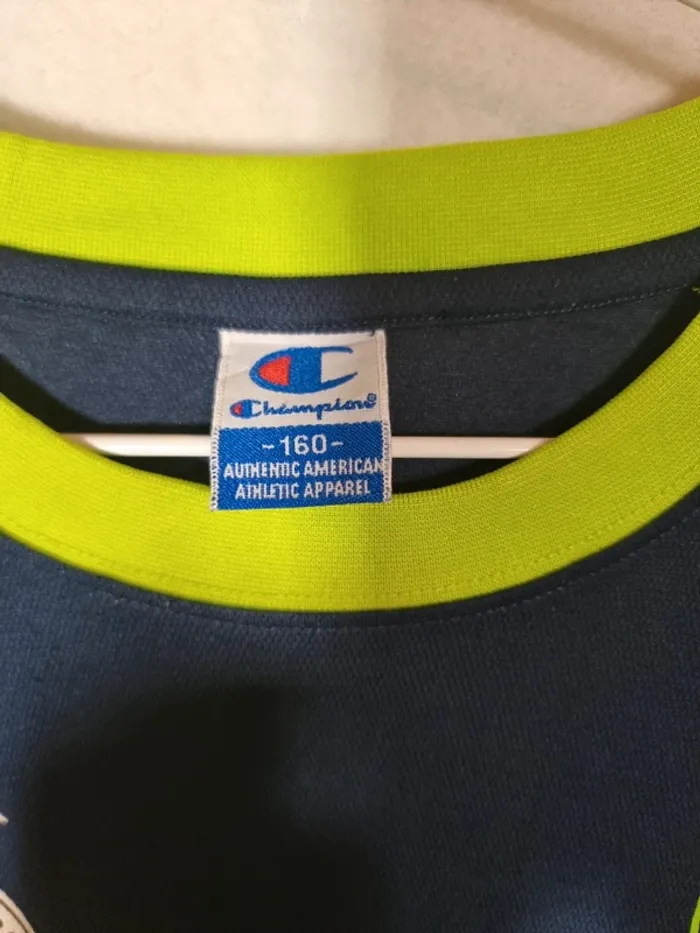 Champion
-160-
AUTHENTIC AMERICAN
ATHLETIC APPAREL